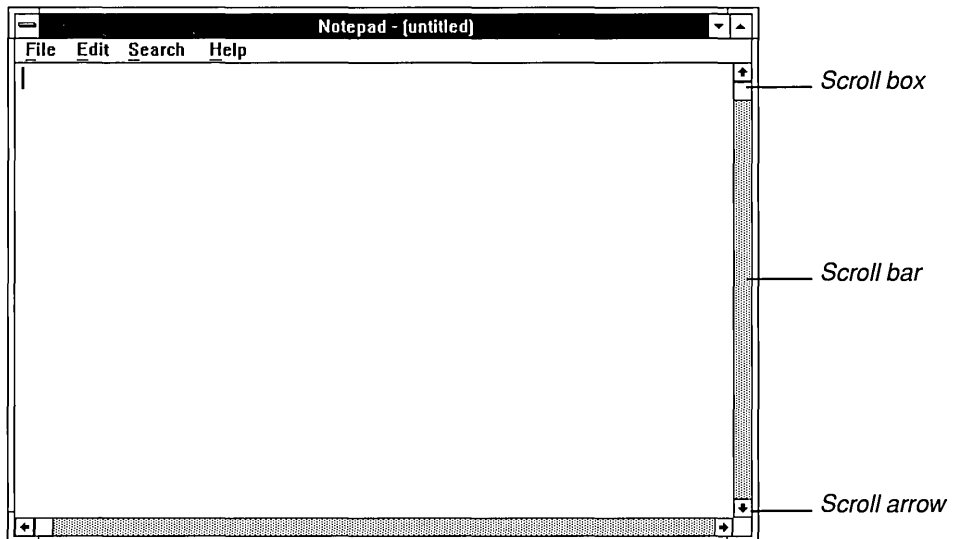 Notepad - (untitled)
File Edit Search Help
Scroll box
Scroll bar
Scroll arrow